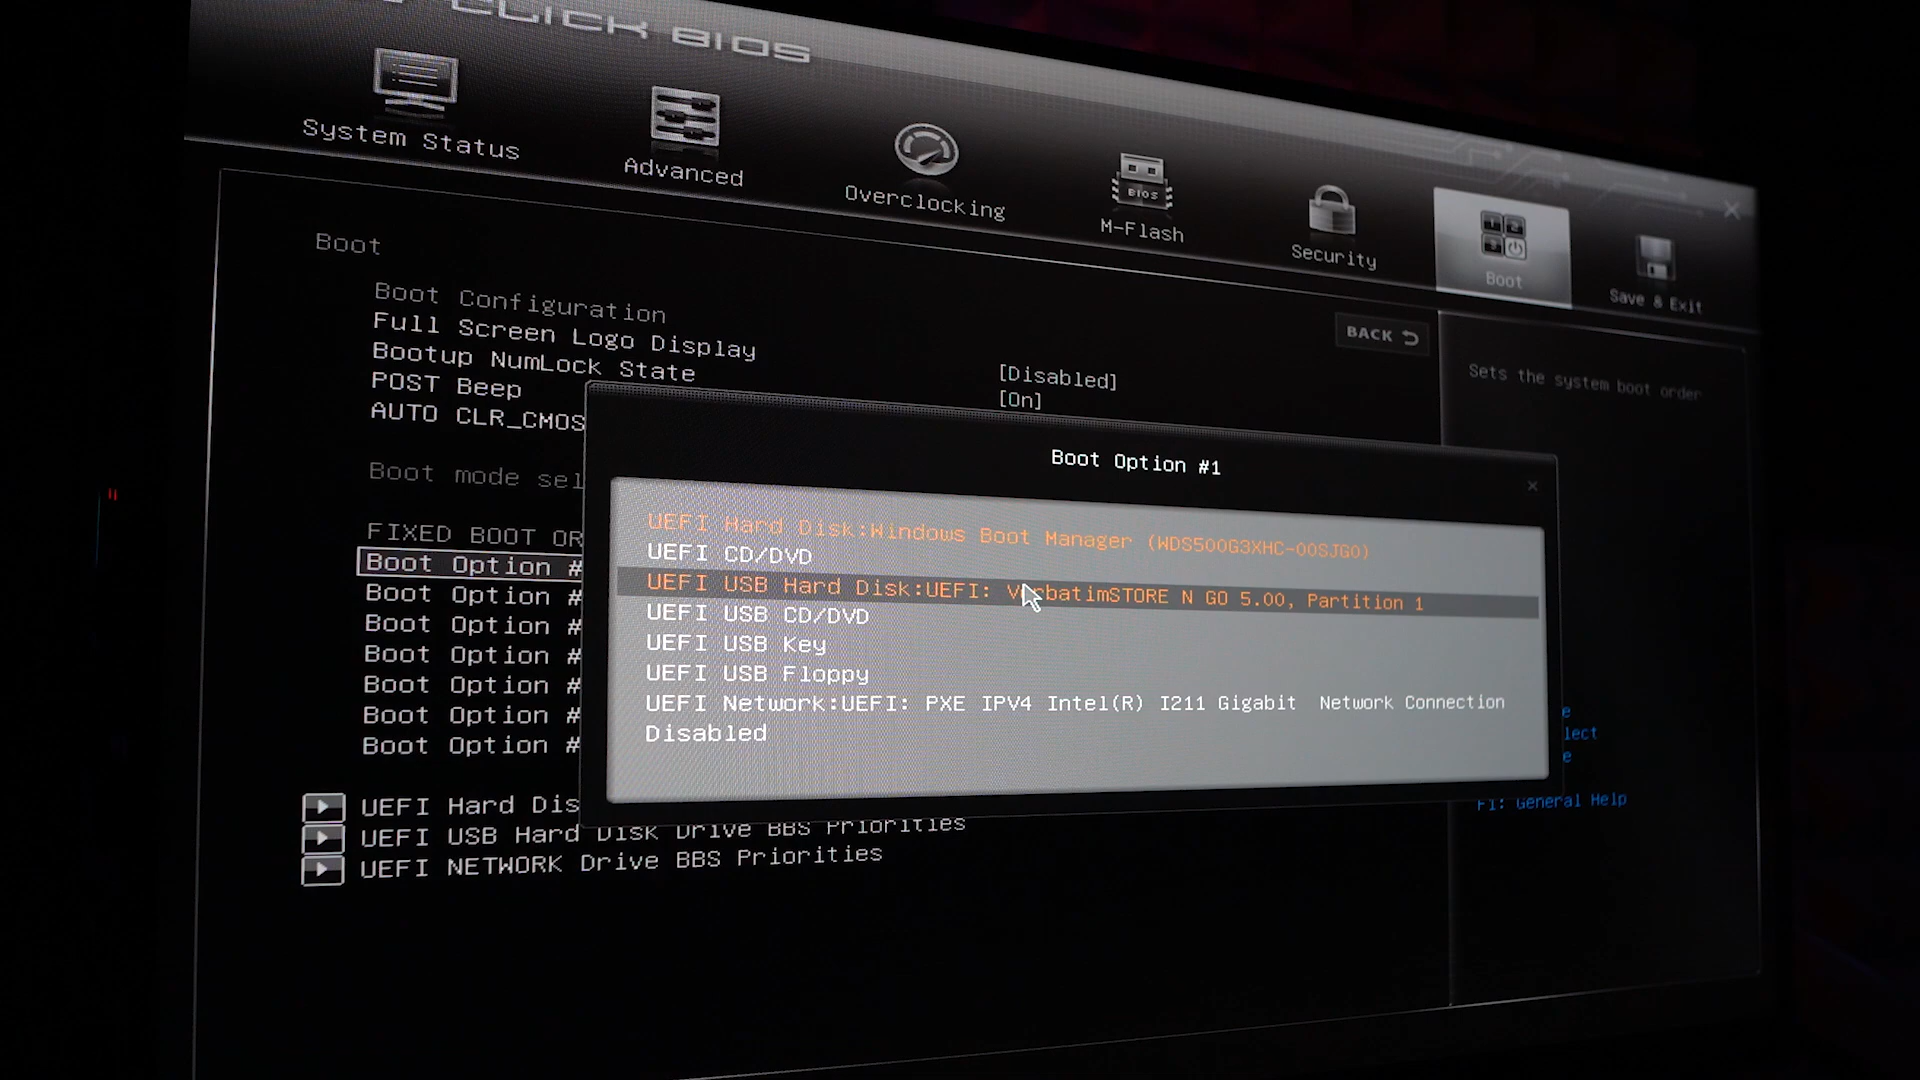 CLICK BIOS
System Status
Advanced
Overclocking
BIOS
M-Flash
Security
Boot
Save & Exit
Boot
BACK
Sets the system boot order
Boot Configuration
Full Screen Logo Display
Bootup NumLock State [Disabled]
POST Beep [On]
AUTO CLR_CMOS
Boot mode sel
FIXED BOOT OR
Boot Option #
Boot Option #
Boot Option #
Boot Option #
Boot Option #
Boot Option #
Boot Option #
Boot Option #1
UEFI Hard Disk:Windows Boot Manager (WDS500G3XHC-00SJG0)
UEFI CD/DVD
UEFI USB Hard Disk:UEFI: VerbatimSTORE N GO 5.00, Partition 1
UEFI USB CD/DVD
UEFI USB Key
UEFI USB Floppy
UEFI Network:UEFI: PXE IPV4 Intel(R) I211 Gigabit Network Connection
Disabled
UEFI Hard Dis
UEFI USB Hard Disk Drive BBS Priorities
UEFI NETWORK Drive BBS Priorities
e
lect
e
F1: General Help